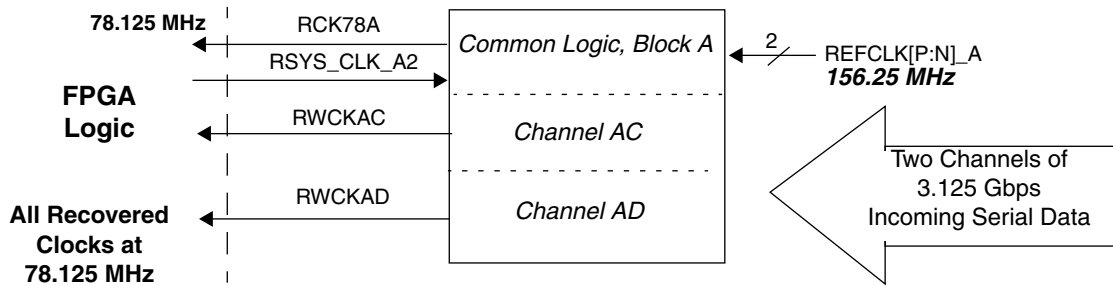 78.125 MHz
RCK78A
RSYS_CLK_A2
FPGA
Logic
RWCKAC
RWCKAD
All Recovered
Clocks at
78.125 MHz
Common Logic, Block A
Channel AC
Channel AD
2
REFCLK[P:N]_A
156.25 MHz
Two Channels of
3.125 Gbps
Incoming Serial Data